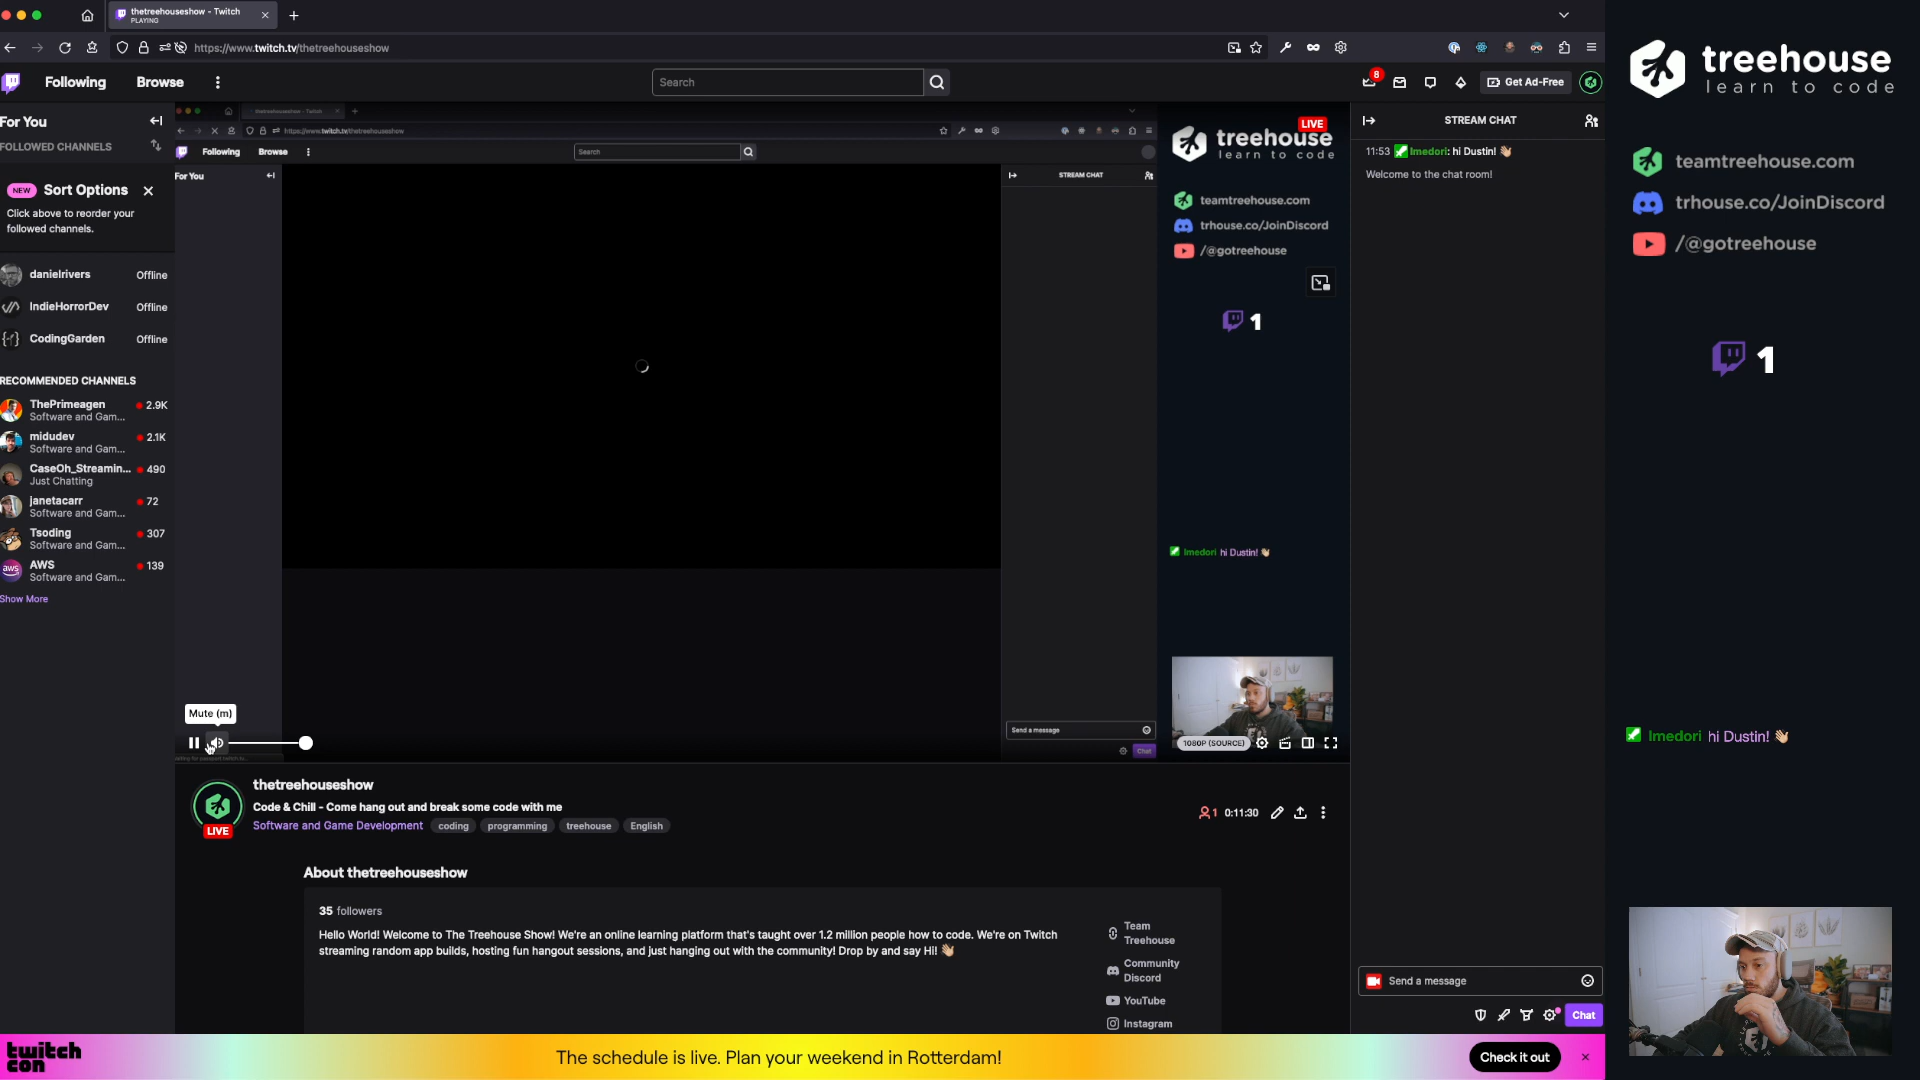 thetreehouseshow - Twitch
PLAYING
https://www.twitch.tv/thetreehouseshow
Following
Browse
Search
8
Get Ad-Free
For You
FOLLOWED CHANNELS
NEW Sort Options
Click above to reorder your
followed channels.
danielrivers Offline
IndieHorrorDev Offline
CodingGarden Offline
RECOMMENDED CHANNELS
ThePrimeagen 2.9K
Software and Gam...
midudev 2.1K
Software and Gam...
CaseOh_Streamin... 490
Just Chatting
janetacarr 72
Software and Gam...
Tsoding 307
Software and Gam...
AWS 139
Software and Gam...
Show More
thetreehouseshow - Twitch
https://www.twitch.tv/thetreehouseshow
Following
Browse
Search
For You
STREAM CHAT
Send a message
Chat
LIVE
treehouse
learn to code
teamtreehouse.com
trhouse.co/JoinDiscord
/@gotreehouse
1
Imedori hi Dustin! 👋🏼
Mute (m)
1080P (SOURCE)
thetreehouseshow
Code & Chill - Come hang out and break some code with me
Software and Game Development
coding
programming
treehouse
English
LIVE
1 0:11:30
About thetreehouseshow
35 followers
Hello World! Welcome to The Treehouse Show! We're an online learning platform that's taught over 1.2 million people how to code. We're on Twitch
streaming random app builds, hosting fun hangout sessions, and just hanging out with the community! Drop by and say Hi! 👋🏼
Team
Treehouse
Community
Discord
YouTube
Instagram
STREAM CHAT
11:53 Imedori: hi Dustin! 👋🏼
Welcome to the chat room!
Send a message
Chat
twitch
con
The schedule is live. Plan your weekend in Rotterdam!
Check it out
treehouse
learn to code
teamtreehouse.com
trhouse.co/JoinDiscord
/@gotreehouse
1
Imedori hi Dustin! 👋🏼